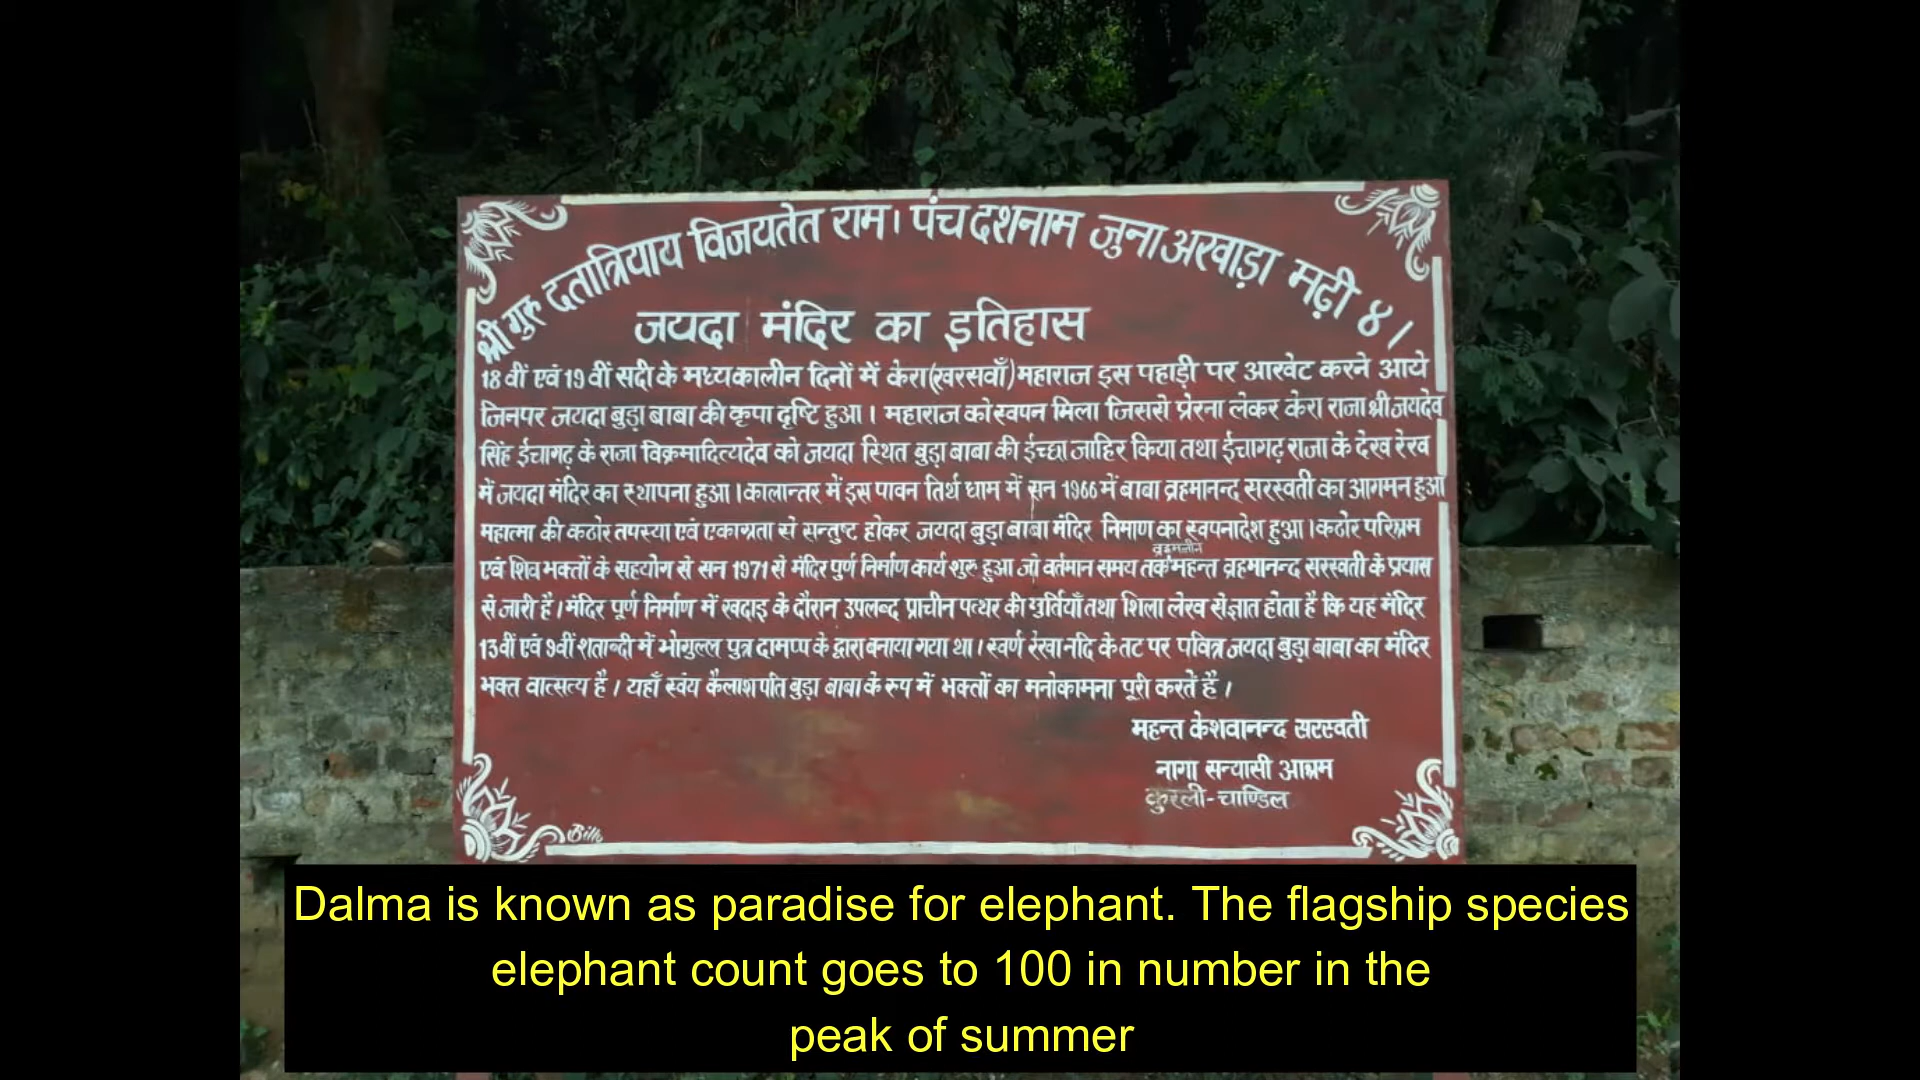 श्री गुरु दतात्रियाय विजयतेत राम। पंच दशनाम जुना अखाड़ा मढ़ी ४।
जयदा मंदिर का इतिहास
18 वीं एवं 19 वीं सदी के मध्यकालीन दिनों में केरा(खरसवाँ) महाराज इस पहाड़ी पर आखेट करने आये
जिनपर जयदा बुड़ा बाबा की कृपा दृष्टि हुआ। महाराज को स्वपन मिला जिससे प्रेरना लेकर केरा राजा श्री जयदेव
सिंह ईचागढ़ के राजा विक्रमादित्यदेव को जयदा स्थित बुड़ा बाबा की ईच्छा जाहिर किया तथा ईचागढ़ राजा के देख रेख
में जयदा मंदिर का स्थापना हुआ। कालान्तर में इस पावन तिर्थ धाम में सन 1966 में बाबा व्रहमानन्द सरस्वती का आगमन हुआ
महात्मा की कठोर तपस्या एवं एकाग्रता से सन्तुष्ट होकर जयदा बुड़ा बाबा मंदिर निमाण का स्वपनादेश हुआ। कठोर परिश्रम
एवं शिव भक्तों के सहयोग से सन 1971 से मंदिर पुर्ण निर्माण कार्य शुरु हुआ जो वर्तमान समय तक व्रहमलीन महन्त व्रहमानन्द सरस्वती के प्रयास
से जारी है। मंदिर पूर्ण निर्माण में खदाइ के दौरान उपलब्द प्राचीन पत्थर की मुर्तियाँ तथा शिला लेख से ज्ञात होता है कि यह मंदिर
13वीं एवं 9वीं शताब्दी में भोगुल्ल पुत्र दामप्प के द्वारा बनाया गया था। स्वर्ण रेखा नदि के तट पर पवित्र जयदा बुड़ा बाबा का मंदिर
भक्त वात्सत्य है। यहाँ स्वंय कैलाश पति बुड़ा बाबा के रुप में भक्तों का मनोकामना पूरी करतें है।
महन्त केशवानन्द सरस्वती
नागा सन्यासी आश्रम
कुरली-चाण्डिल
Dalma is known as paradise for elephant. The flagship species
elephant count goes to 100 in number in the
peak of summer